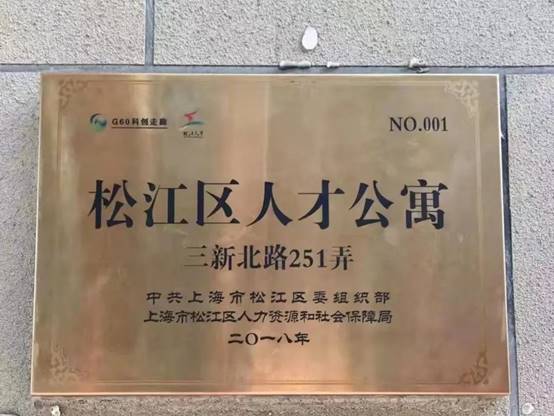 G60科创走廊 NO.001
松江区人才公寓
三新北路251弄
中共上海市松江区委组织部
上海市松江区人力资源和社会保障局
二〇一八年